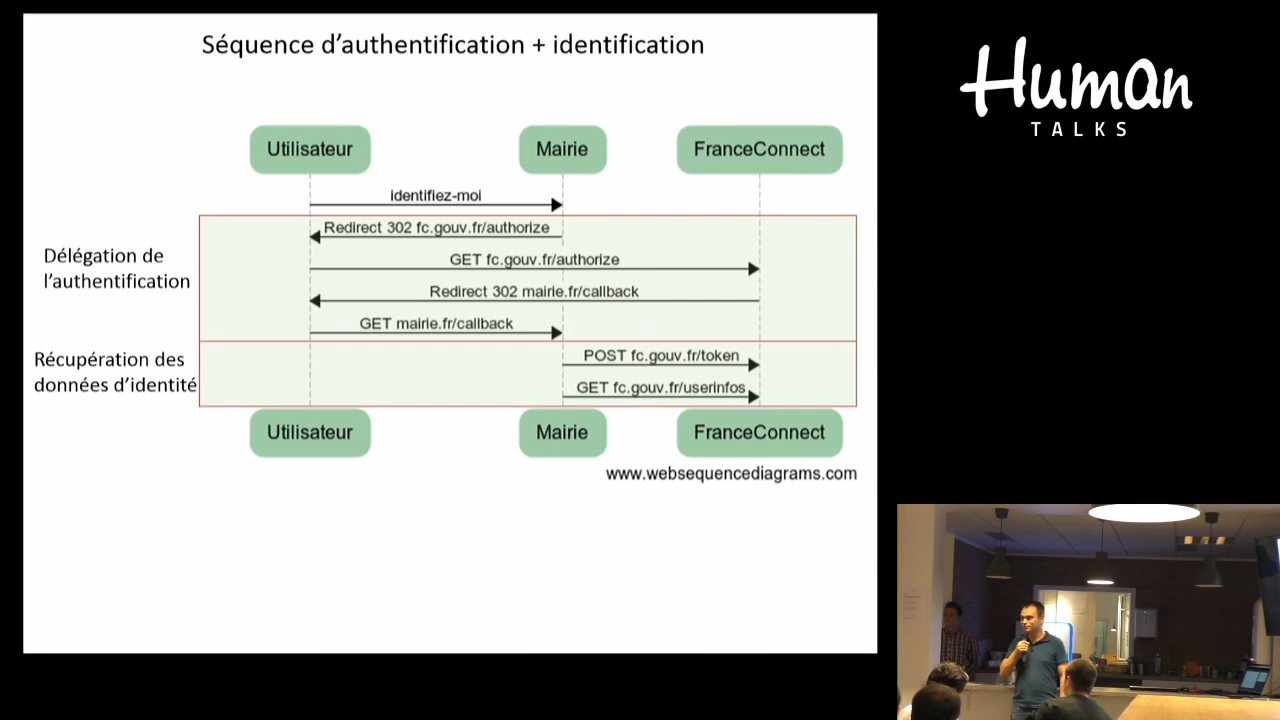 Séquence d'authentification + identification
Human
TALKS
Utilisateur
Mairie
FranceConnect
identifiez-moi
Redirect 302 fc.gouv.fr/authorize
Délégation de
l'authentification
GET fc.gouv.fr/authorize
Redirect 302 mairie.fr/callback
GET mairie.fr/callback
Récupération des
données d'identité
POST fc.gouv.fr/token
GET fc.gouv.fr/userinfos
Utilisateur
Mairie
FranceConnect
www.websequencediagrams.com